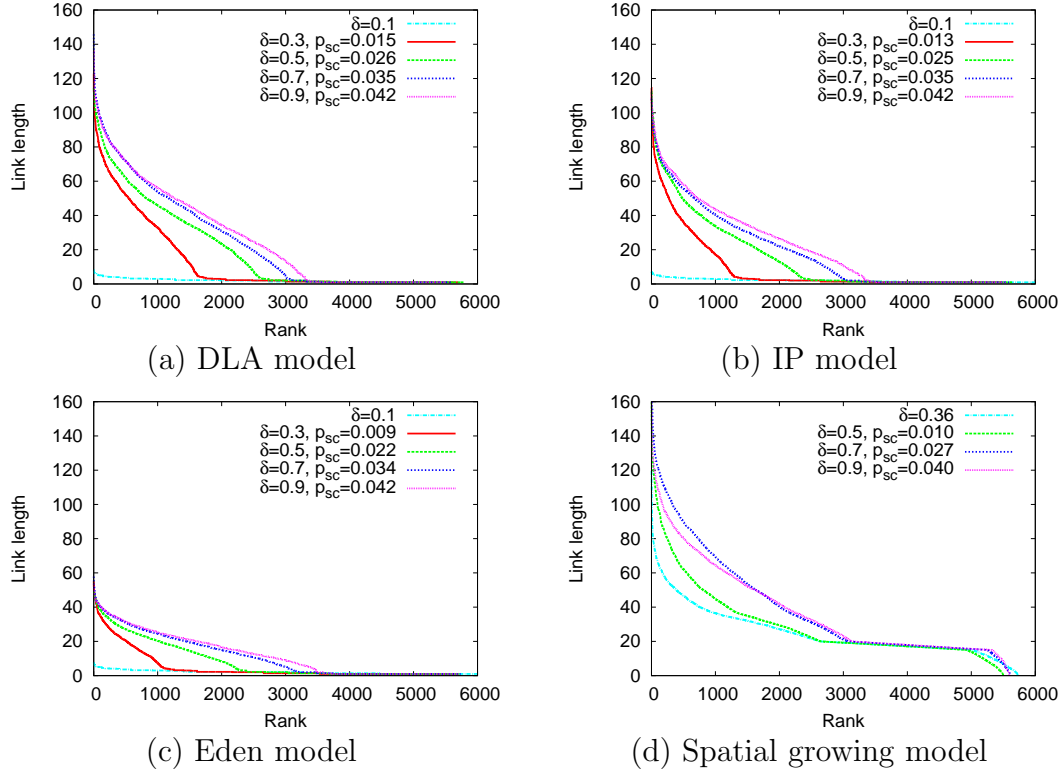 160
140
120
100
80
60
40
20
0
Link length
0 1000 2000 3000 4000 5000 6000
Rank
δ=0.1
δ=0.3, p_sc=0.015
δ=0.5, p_sc=0.026
δ=0.7, p_sc=0.035
δ=0.9, p_sc=0.042
(a) DLA model
160
140
120
100
80
60
40
20
0
Link length
0 1000 2000 3000 4000 5000 6000
Rank
δ=0.1
δ=0.3, p_sc=0.013
δ=0.5, p_sc=0.025
δ=0.7, p_sc=0.035
δ=0.9, p_sc=0.042
(b) IP model
160
140
120
100
80
60
40
20
0
Link length
0 1000 2000 3000 4000 5000 6000
Rank
δ=0.1
δ=0.3, p_sc=0.009
δ=0.5, p_sc=0.022
δ=0.7, p_sc=0.034
δ=0.9, p_sc=0.042
(c) Eden model
160
140
120
100
80
60
40
20
0
Link length
0 1000 2000 3000 4000 5000 6000
Rank
δ=0.36
δ=0.5, p_sc=0.010
δ=0.7, p_sc=0.027
δ=0.9, p_sc=0.040
(d) Spatial growing model